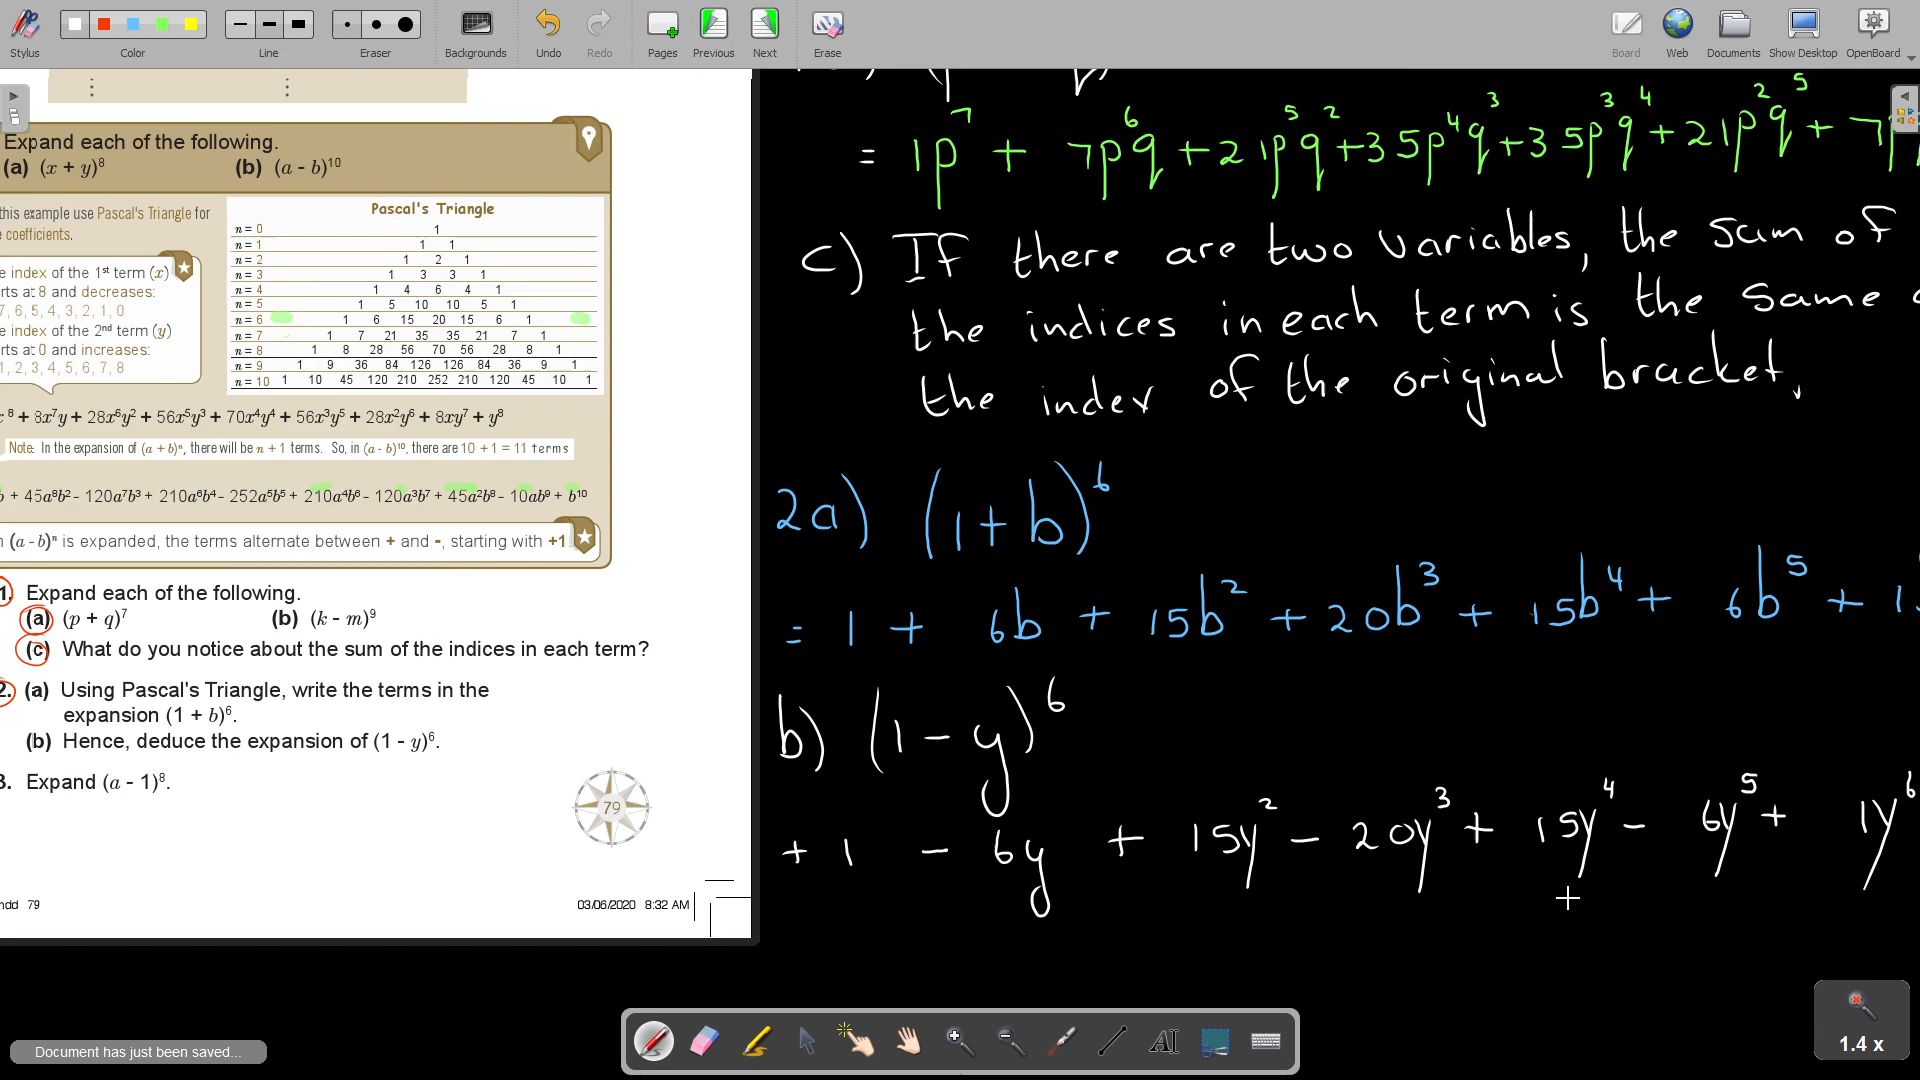 Stylus
Color
Line
Eraser
Backgrounds
Undo
Redo
Pages
Previous
Next
Erase
Board
Web
Documents
Show Desktop
OpenBoard
Expand each of the following.
(a) (x + y)⁸ (b) (a - b)¹⁰
this example use Pascal's Triangle for
coefficients.
index of the 1st term (x)
rts at 8 and decreases:
7, 6, 5, 4, 3, 2, 1, 0
index of the 2nd term (y)
rts at 0 and increases:
1, 2, 3, 4, 5, 6, 7, 8
Pascal's Triangle
n = 0 1
n = 1 1 1
n = 2 1 2 1
n = 3 1 3 3 1
n = 4 1 4 6 4 1
n = 5 1 5 10 10 5 1
n = 6 1 6 15 20 15 6 1
n = 7 1 7 21 35 35 21 7 1
n = 8 1 8 28 56 70 56 28 8 1
n = 9 1 9 36 84 126 126 84 36 9 1
n = 10 1 10 45 120 210 252 210 120 45 10 1
x⁸ + 8x⁷y + 28x⁶y² + 56x⁵y³ + 70x⁴y⁴ + 56x³y⁵ + 28x²y⁶ + 8xy⁷ + y⁸
Note: In the expansion of (a + b)ⁿ, there will be n + 1 terms. So, in (a - b)¹⁰, there are 10 + 1 = 11 terms
b + 45a⁸b² - 120a⁷b³ + 210a⁶b⁴ - 252a⁵b⁵ + 210a⁴b⁶ - 120a³b⁷ + 45a²b⁸ - 10ab⁹ + b¹⁰
(a - b)ⁿ is expanded, the terms alternate between + and -, starting with +1.
1. Expand each of the following.
(a) (p + q)⁷ (b) (k - m)⁹
(c) What do you notice about the sum of the indices in each term?
2. (a) Using Pascal's Triangle, write the terms in the
expansion (1 + b)⁶.
(b) Hence, deduce the expansion of (1 - y)⁶.
3. Expand (a - 1)⁸.
79
ndd 79
03/06/2020 8:32 AM
= 1p⁷ + 7p⁶q + 21p⁵q² + 35p⁴q³ + 35p³q⁴ + 21p²q⁵ + 7p
c) If there are two variables, the sum of
the indices in each term is the same
the index of the original bracket.
2a) (1 + b)⁶
= 1 + 6b + 15b² + 20b³ + 15b⁴ + 6b⁵ + 1
b) (1 - y)⁶
+ 1 - 6y + 15y² - 20y³ + 15y⁴ - 6y⁵ + 1y⁶
Document has just been saved...
1.4 x